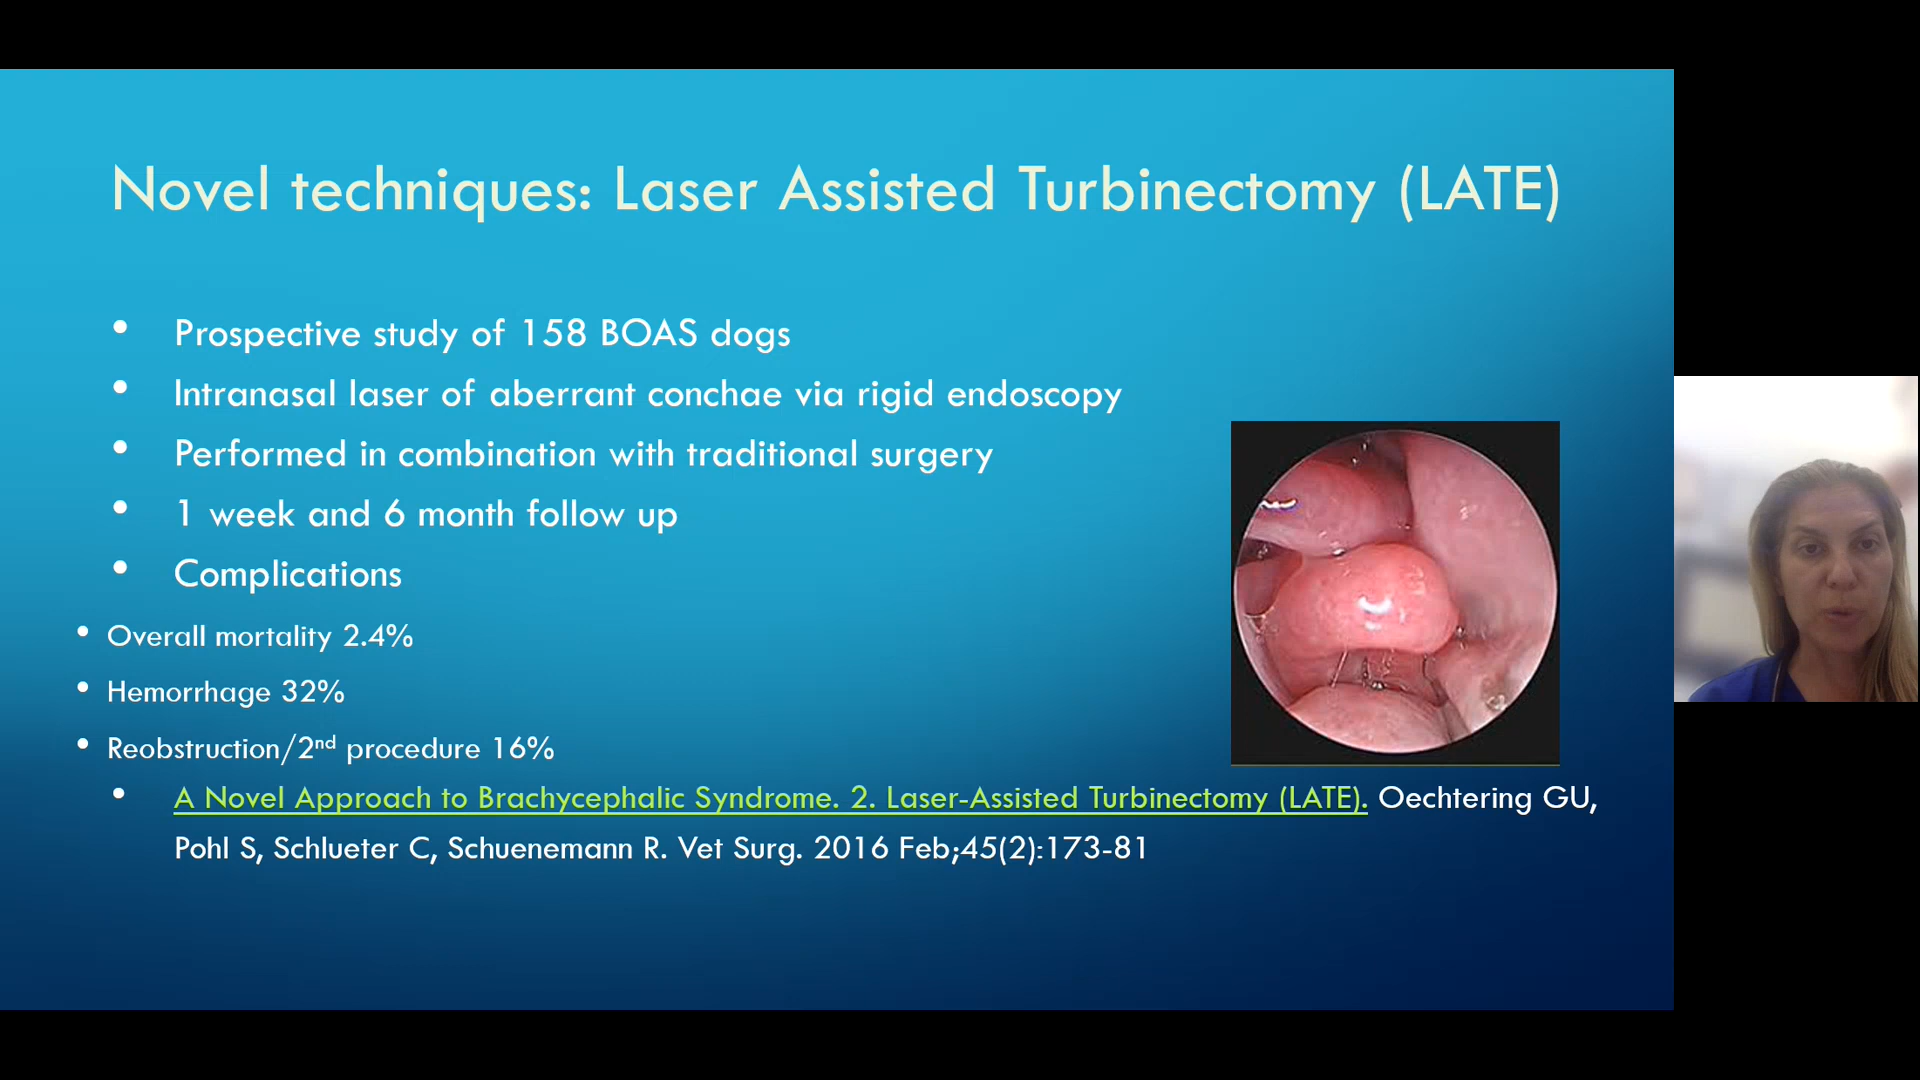 Novel techniques: Laser Assisted Turbinectomy (LATE)
• Prospective study of 158 BOAS dogs
• Intranasal laser of aberrant conchae via rigid endoscopy
• Performed in combination with traditional surgery
• 1 week and 6 month follow up
• Complications
• Overall mortality 2.4%
• Hemorrhage 32%
• Reobstruction/2nd procedure 16%
• A Novel Approach to Brachycephalic Syndrome. 2. Laser-Assisted Turbinectomy (LATE). Oechtering GU,
Pohl S, Schlueter C, Schuenemann R. Vet Surg. 2016 Feb;45(2):173-81